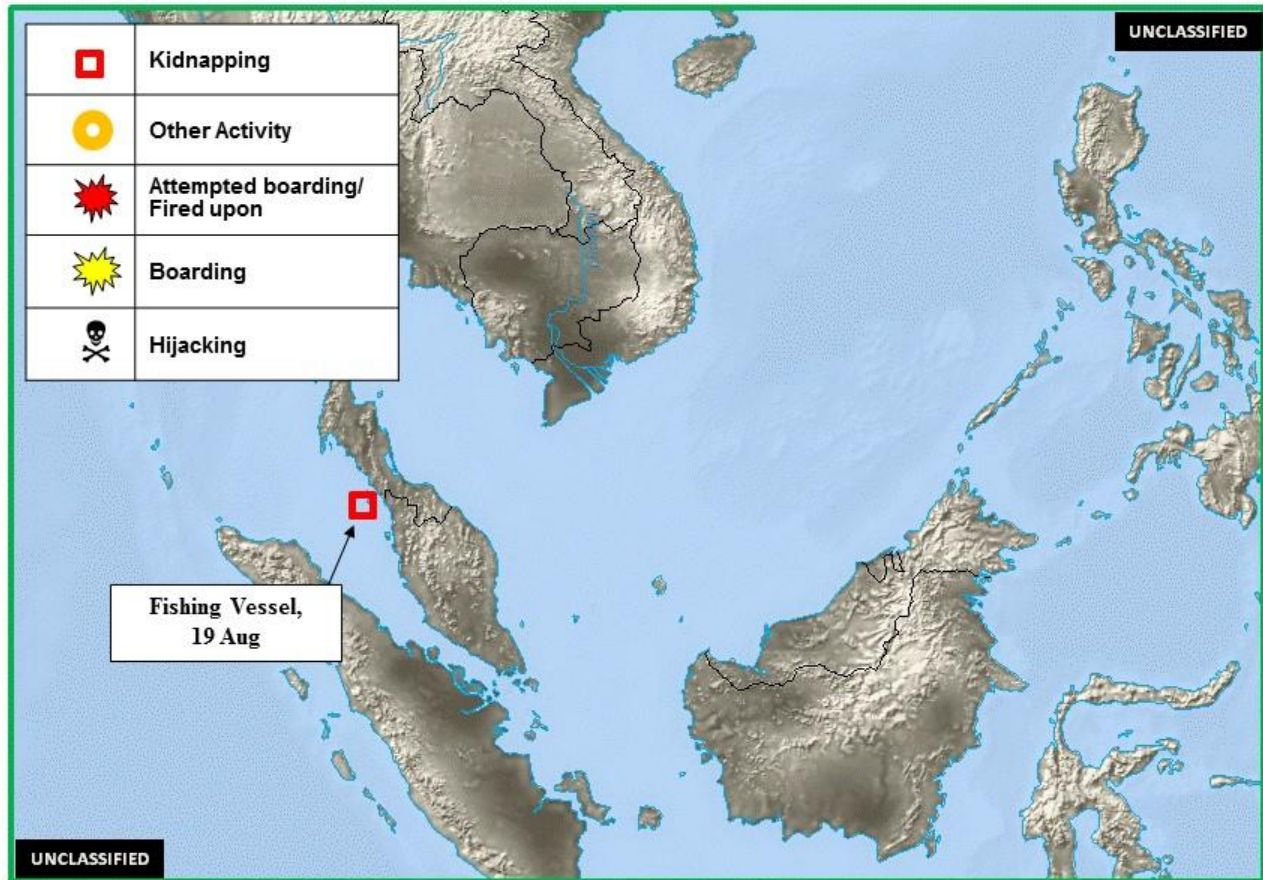 UNCLASSIFIED
Kidnapping
Other Activity
Attempted boarding/
Fired upon
Boarding
Hijacking
Fishing Vessel,
19 Aug
UNCLASSIFIED